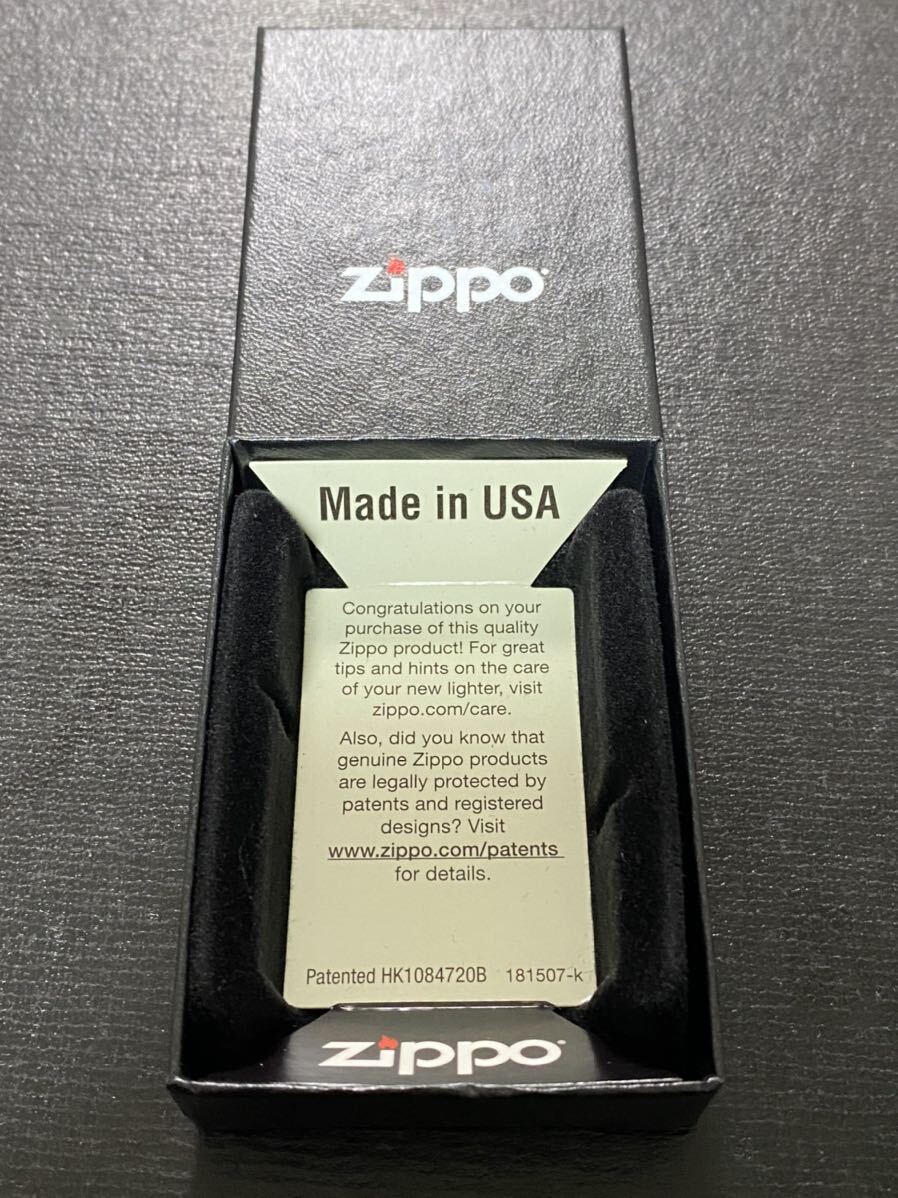 zippo
Made in USA
Congratulations on your
purchase of this quality
Zippo product! For great
tips and hints on the care
of your new lighter, visit
zippo.com/care.
Also, did you know that
genuine Zippo products
are legally protected by
patents and registered
designs? Visit
www.zippo.com/patents
for details.
Patented HK1084720B 181507-k
zippo